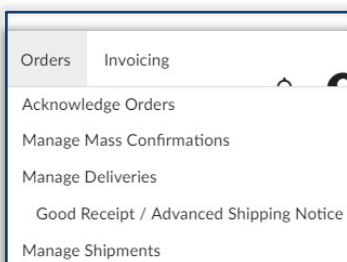 Orders Invoicing
Acknowledge Orders
Manage Mass Confirmations
Manage Deliveries
Good Receipt / Advanced Shipping Notice
Manage Shipments